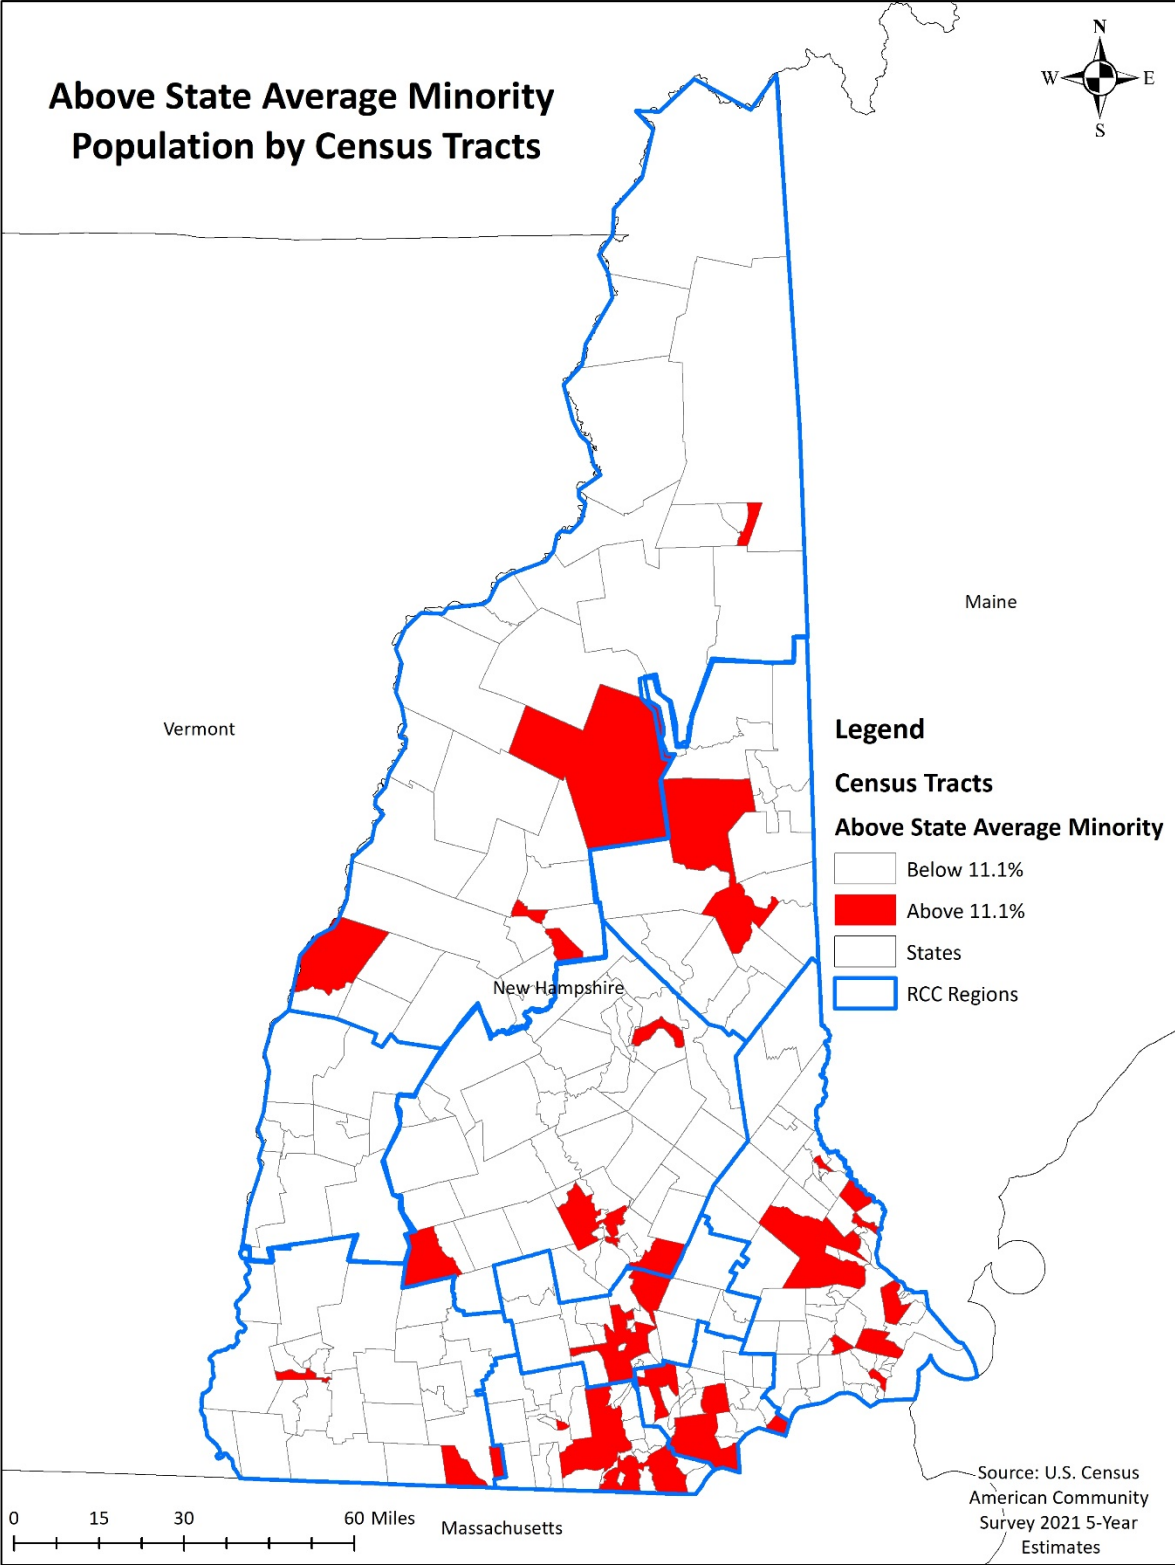 Above State Average Minority
Population by Census Tracts
N
W
E
S
Maine
Vermont
Legend
Census Tracts
Above State Average Minority
Below 11.1%
Above 11.1%
States
RCC Regions
New Hampshire
Source: U.S. Census
American Community
Survey 2021 5-Year
Estimates
0 15 30 60 Miles
Massachusetts